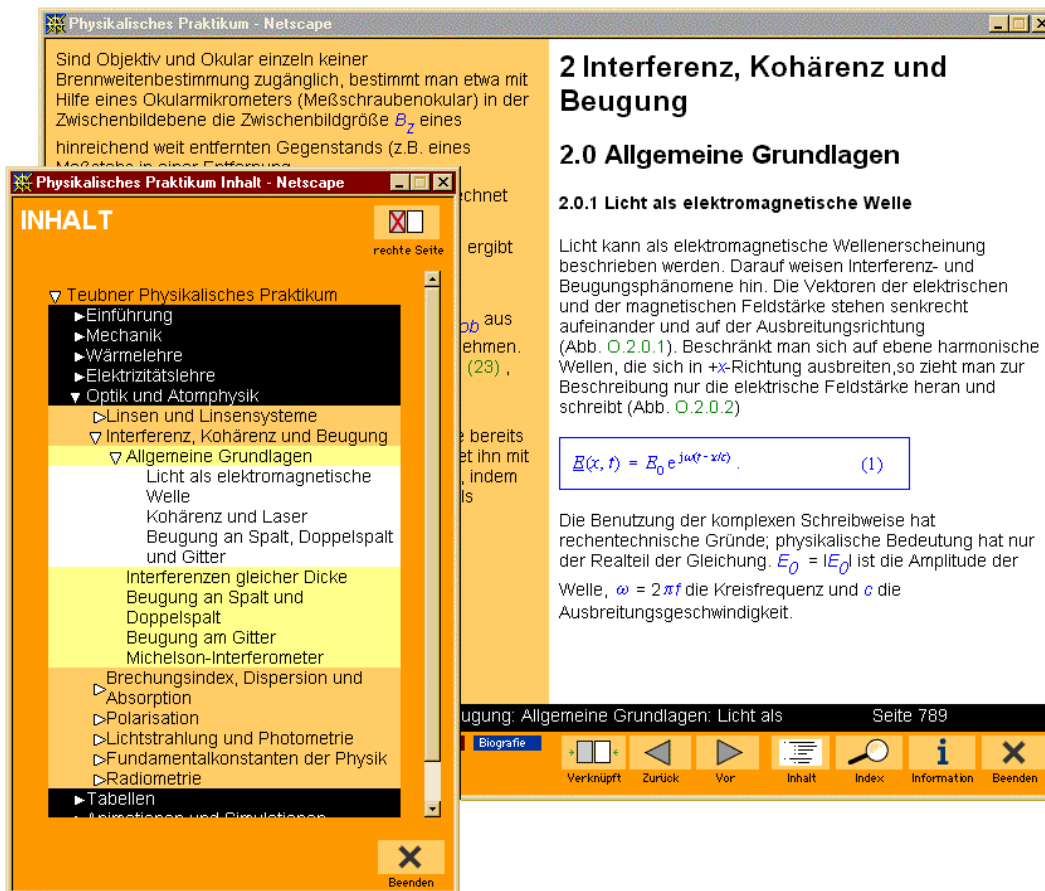 Physikalisches Praktikum - Netscape
Sind Objektiv und Okular einzeln keiner
Brennweitenbestimmung zugänglich, bestimmt man etwa mit
Hilfe eines Okularmikrometers (Meßschraubenokular) in der
Zwischenbildebene die Zwischenbildgröße B_Z eines
hinreichend weit entfernten Gegenstands (z.B. eines
Maßstabs in einer Entfernung
echnet
ergibt
ob aus
ehmen.
(23) ,
e bereits
et ihn mit
, indem
ls
2 Interferenz, Kohärenz und
Beugung
2.0 Allgemeine Grundlagen
2.0.1 Licht als elektromagnetische Welle
Licht kann als elektromagnetische Wellenerscheinung
beschrieben werden. Darauf weisen Interferenz- und
Beugungsphänomene hin. Die Vektoren der elektrischen
und der magnetischen Feldstärke stehen senkrecht
aufeinander und auf der Ausbreitungsrichtung
(Abb. O.2.0.1). Beschränkt man sich auf ebene harmonische
Wellen, die sich in +x-Richtung ausbreiten,so zieht man zur
Beschreibung nur die elektrische Feldstärke heran und
schreibt (Abb. O.2.0.2)
E(x, t) = E_0 e^{jω(t - x/c)} . (1)
Die Benutzung der komplexen Schreibweise hat
rechentechnische Gründe; physikalische Bedeutung hat nur
der Realteil der Gleichung. E_0 = |E_0| ist die Amplitude der
Welle, ω = 2πf die Kreisfrequenz und c die
Ausbreitungsgeschwindigkeit.
ugung: Allgemeine Grundlagen: Licht als Seite 789
Biografie
Verknüpft Zurück Vor Inhalt Index Information Beenden
Physikalisches Praktikum Inhalt - Netscape
INHALT
rechte Seite
Teubner Physikalisches Praktikum
Einführung
Mechanik
Wärmelehre
Elektrizitätslehre
Optik und Atomphysik
Linsen und Linsensysteme
Interferenz, Kohärenz und Beugung
Allgemeine Grundlagen
Licht als elektromagnetische
Welle
Kohärenz und Laser
Beugung an Spalt, Doppelspalt
und Gitter
Interferenzen gleicher Dicke
Beugung an Spalt und
Doppelspalt
Beugung am Gitter
Michelson-Interferometer
Brechungsindex, Dispersion und
Absorption
Polarisation
Lichtstrahlung und Photometrie
Fundamentalkonstanten der Physik
Radiometrie
Tabellen
Animationen und Simulationen
Beenden